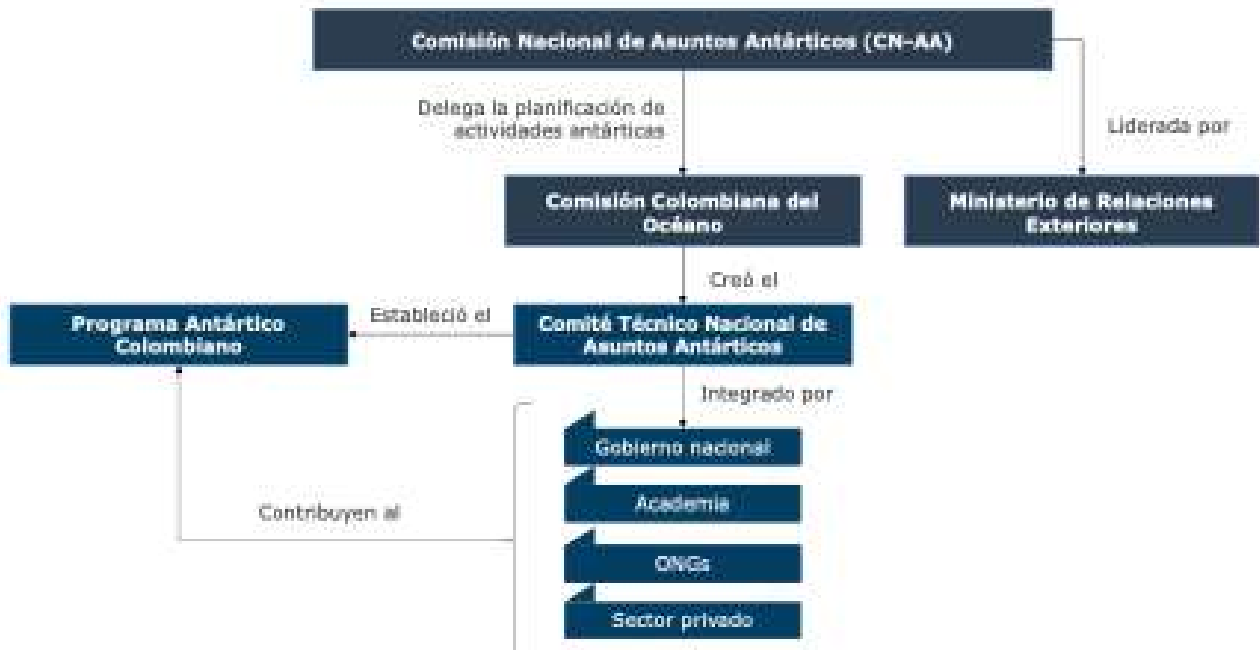 Comisión Nacional de Asuntos Antárticos (CN-AA)
Delega la planificación de
actividades antárticas
Liderada por
Comisión Colombiana del
Océano
Ministerio de Relaciones
Exteriores
Creó el
Programa Antártico
Colombiano
Estableció el
Comité Técnico Nacional de
Asuntos Antárticos
Integrado por
Gobierno nacional
Academia
Contribuyen al
ONGs
Sector privado